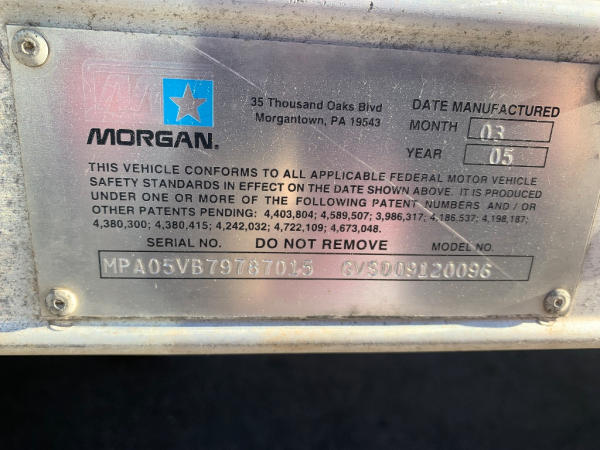 35 Thousand Oaks Blvd
Morgantown, PA 19543
DATE MANUFACTURED
MONTH 03
YEAR 05
MORGAN.
THIS VEHICLE CONFORMS TO ALL APPLICABLE FEDERAL MOTOR VEHICLE
SAFETY STANDARDS IN EFFECT ON THE DATE SHOWN ABOVE. IT IS PRODUCED
UNDER ONE OR MORE OF THE FOLLOWING PATENT NUMBERS AND / OR
OTHER PATENTS PENDING: 4,403,804; 4,589,507; 3,986,317; 4,186,537; 4,198,187;
4,380,300; 4,380,415; 4,242,032; 4,722,109; 4,673,048.
SERIAL NO. DO NOT REMOVE MODEL NO.
MPA05VB79787015 GVSD09120096